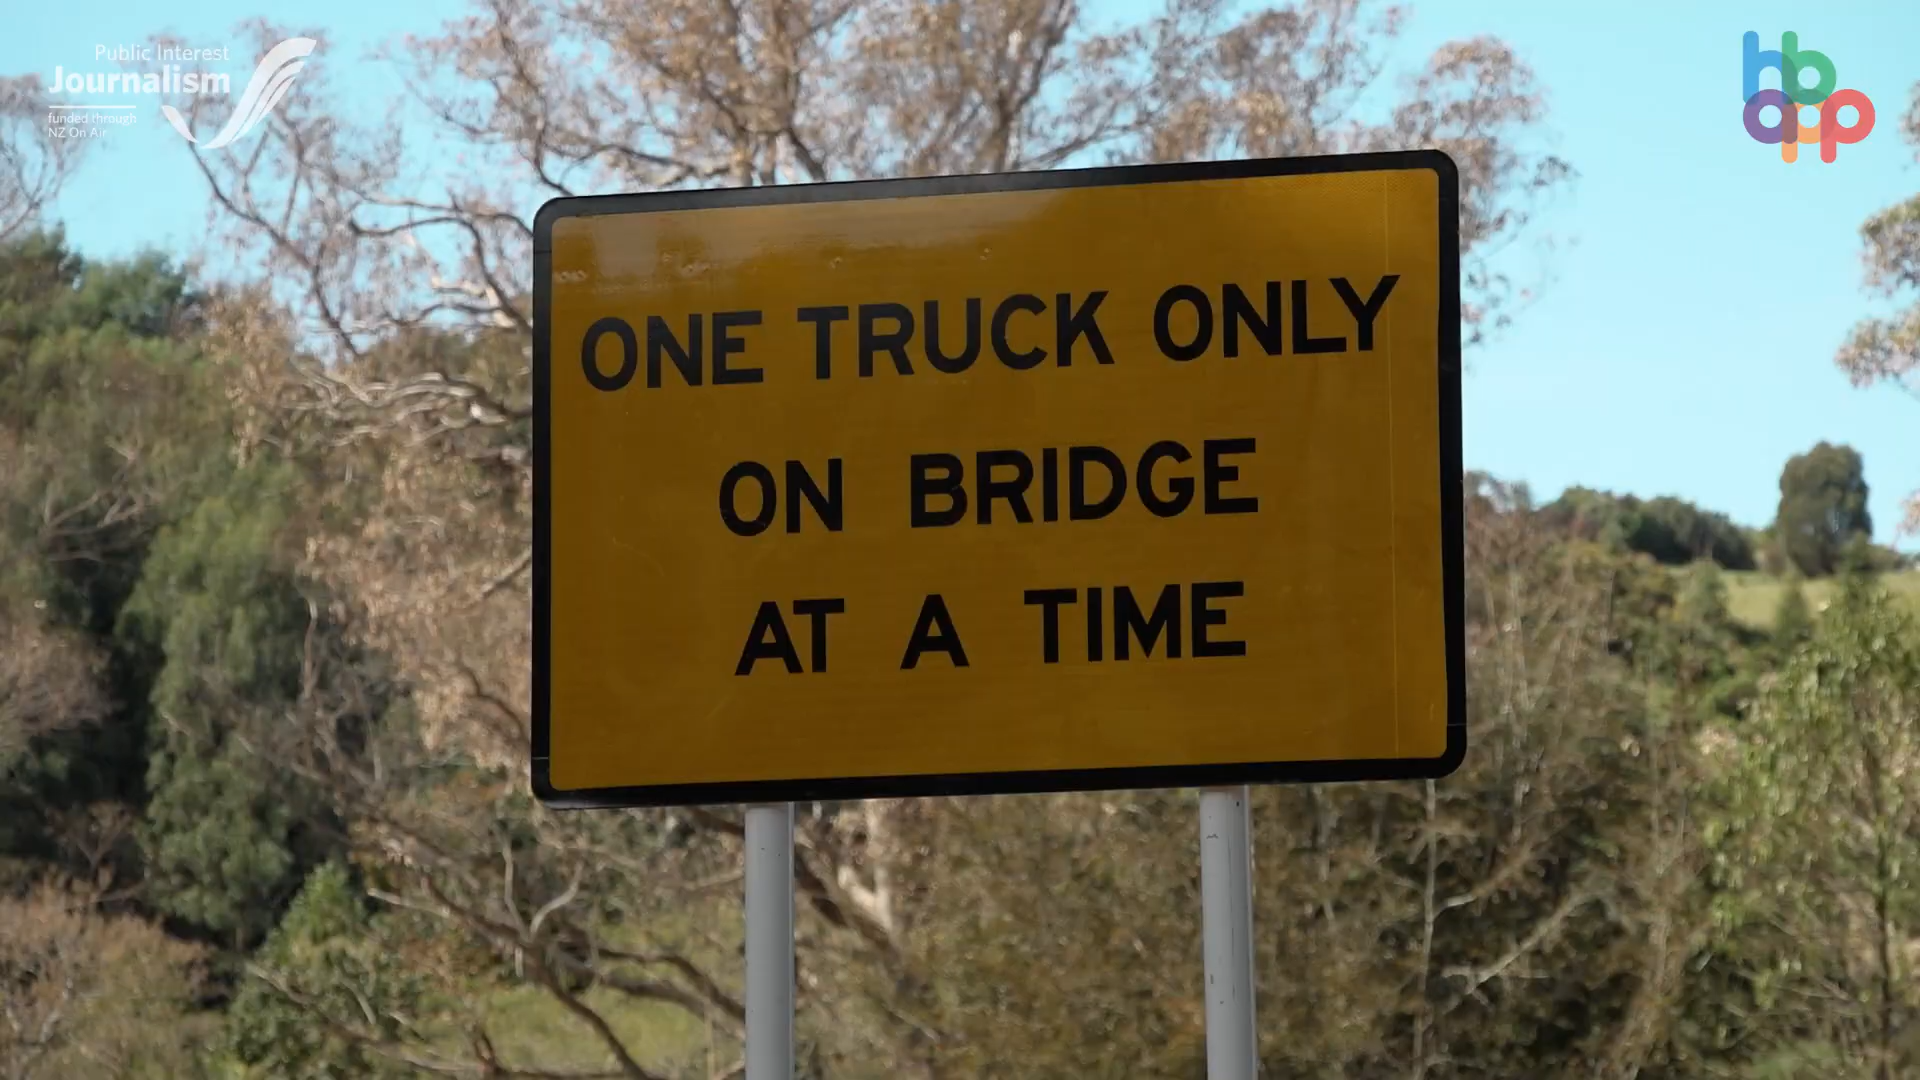 Public Interest
Journalism
funded through
NZ On Air
hb
app
ONE TRUCK ONLY
ON BRIDGE
AT A TIME